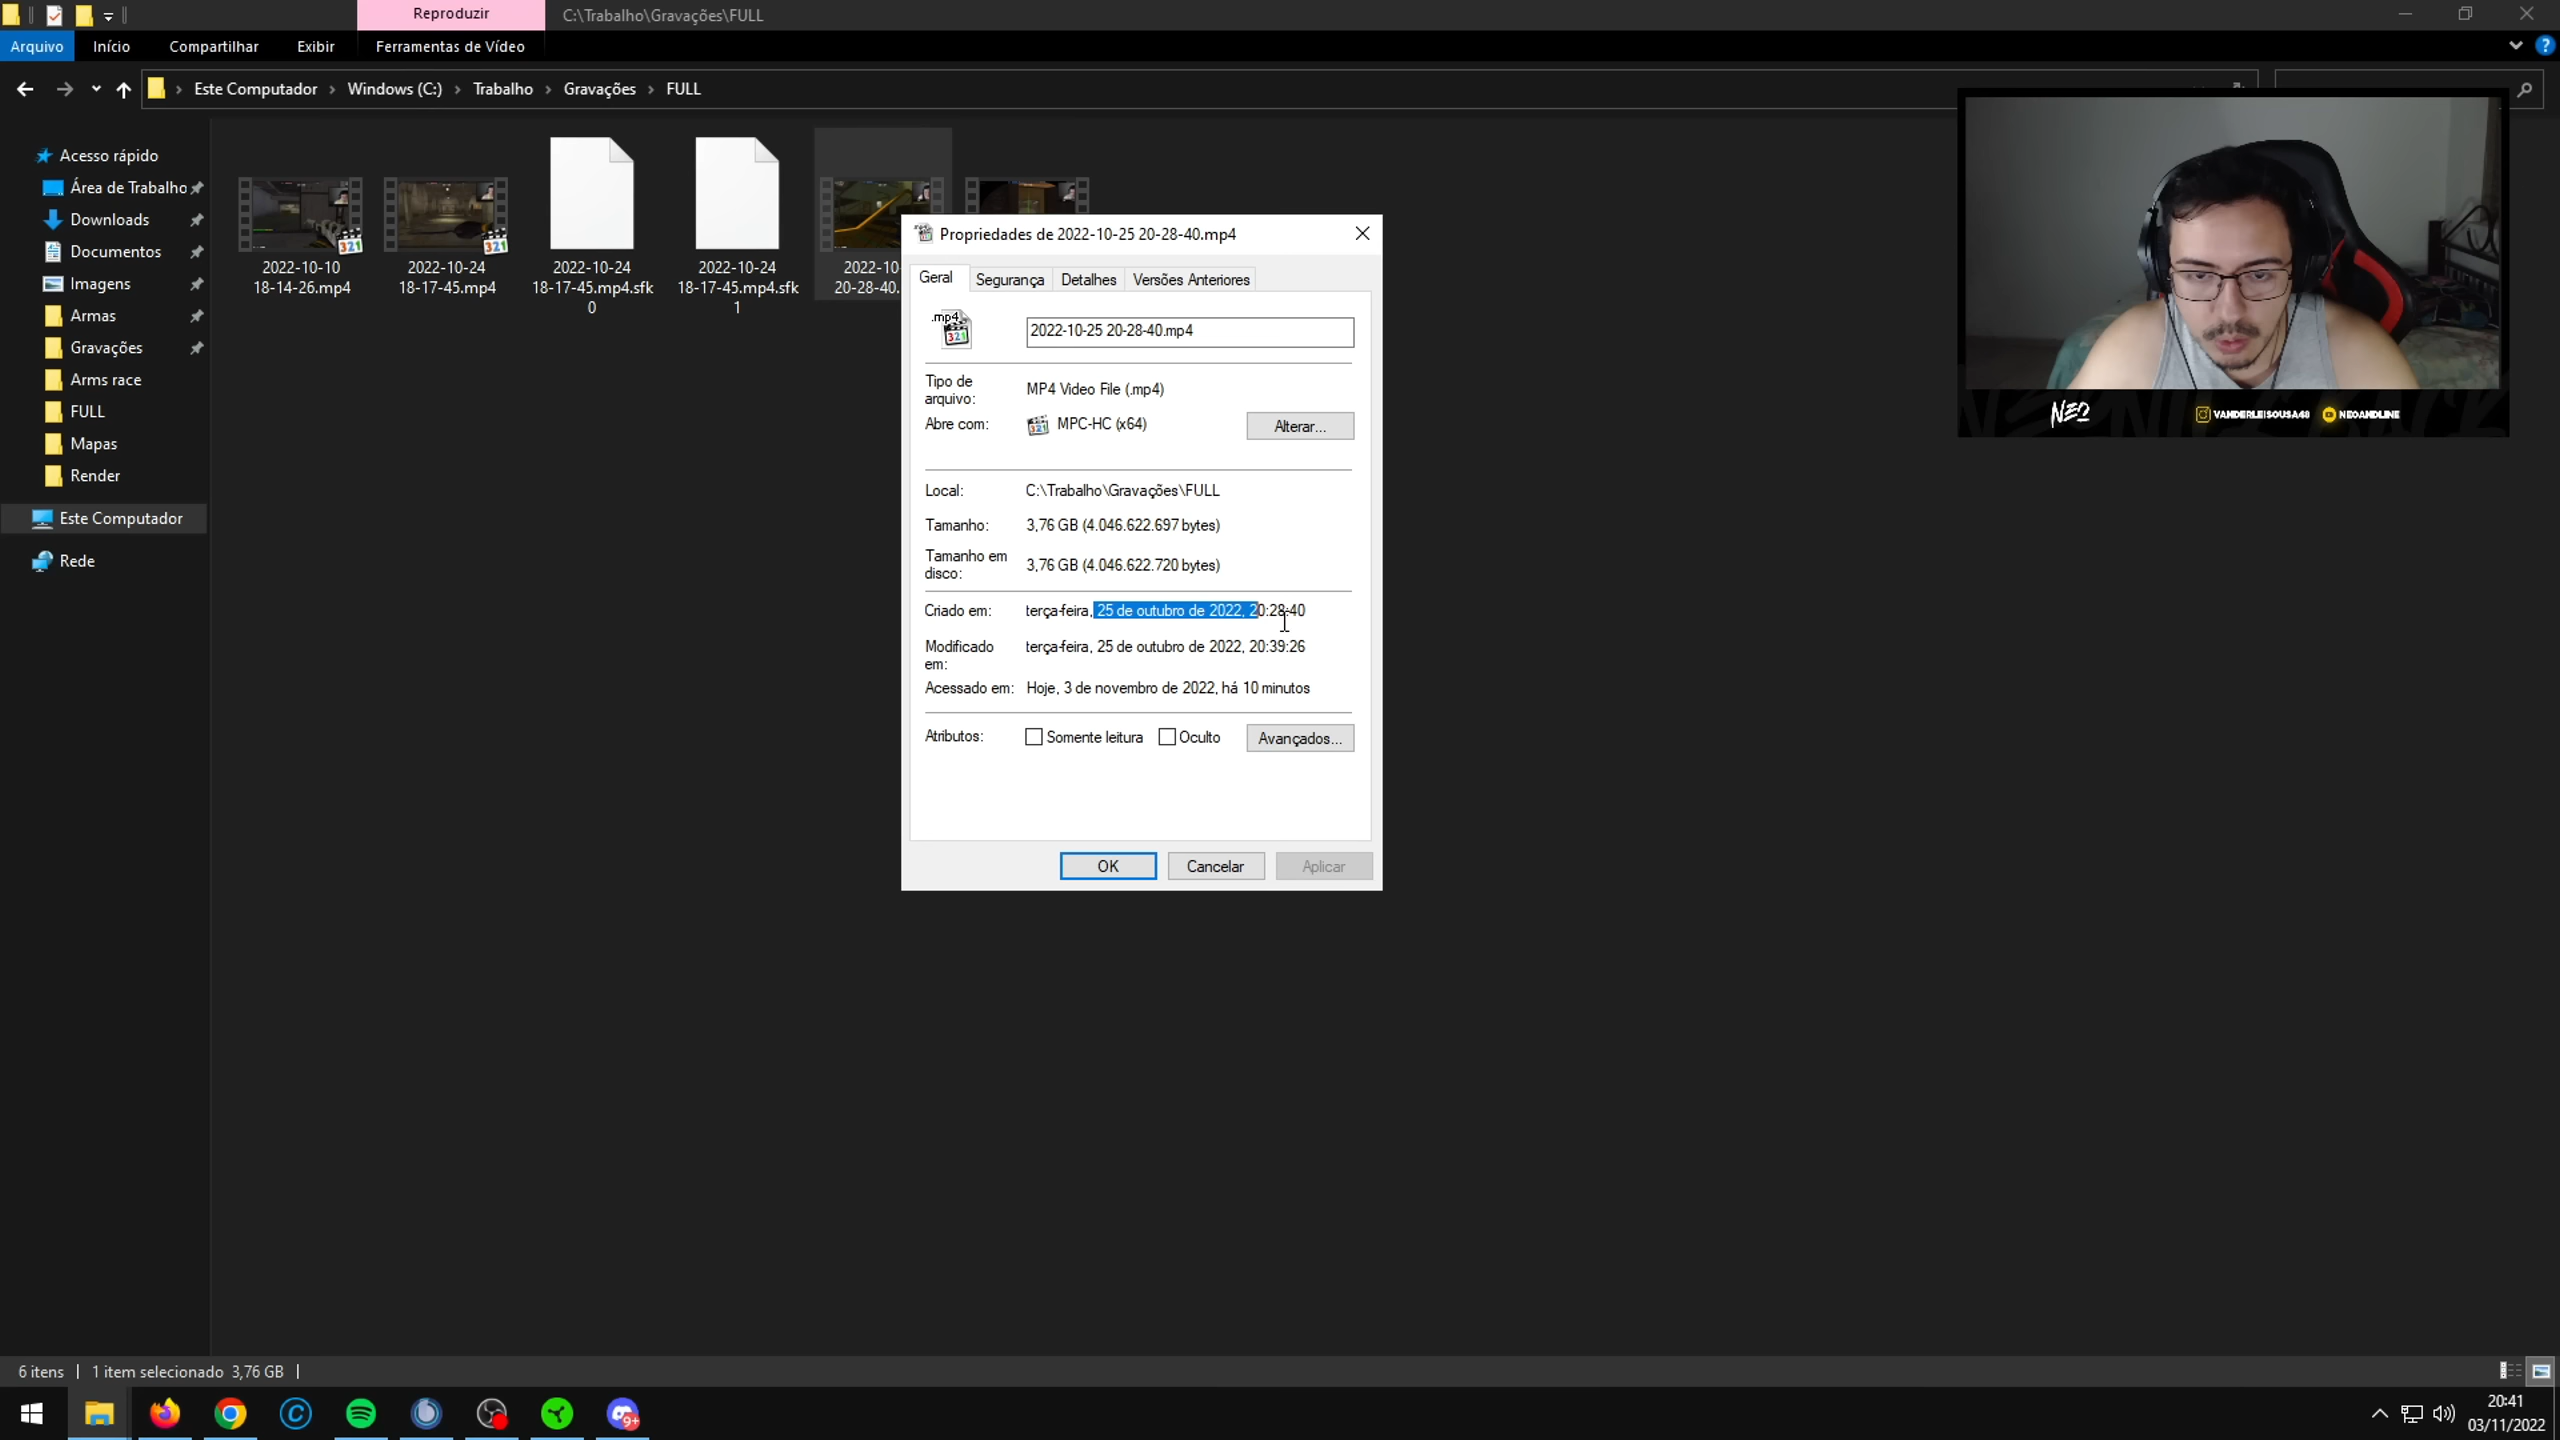 Reproduzir
C:\Trabalho\Gravações\FULL
Arquivo
Início
Compartilhar
Exibir
Ferramentas de Vídeo
?
Este Computador
Windows (C:)
Trabalho
Gravações
FULL
Acesso rápido
Área de Trabalho
Downloads
Documentos
Imagens
Armas
Gravações
Arms race
FULL
Mapas
Render
Este Computador
Rede
321
2022-10-10
18-14-26.mp4
321
2022-10-24
18-17-45.mp4
2022-10-24
18-17-45.mp4.sfk
0
2022-10-24
18-17-45.mp4.sfk
1
2022-10
20-28-40.
Propriedades de 2022-10-25 20-28-40.mp4
Geral
Segurança
Detalhes
Versões Anteriores
.mp4
321
2022-10-25 20-28-40.mp4
Tipo de
arquivo:
MP4 Video File (.mp4)
Abre com:
321
MPC-HC (x64)
Alterar...
Local:
C:\Trabalho\Gravações\FULL
Tamanho:
3,76 GB (4.046.622.697 bytes)
Tamanho em
disco:
3,76 GB (4.046.622.720 bytes)
Criado em:
terça-feira, 25 de outubro de 2022, 20:28:40
Modificado
em:
terça-feira, 25 de outubro de 2022, 20:39:26
Acessado em:
Hoje, 3 de novembro de 2022, há 10 minutos
Atributos:
Somente leitura
Oculto
Avançados...
OK
Cancelar
Aplicar
NEO
VANDERLEISOUSA48
NEOANDLINE
6 itens
1 item selecionado 3,76 GB
9+
20:41
03/11/2022